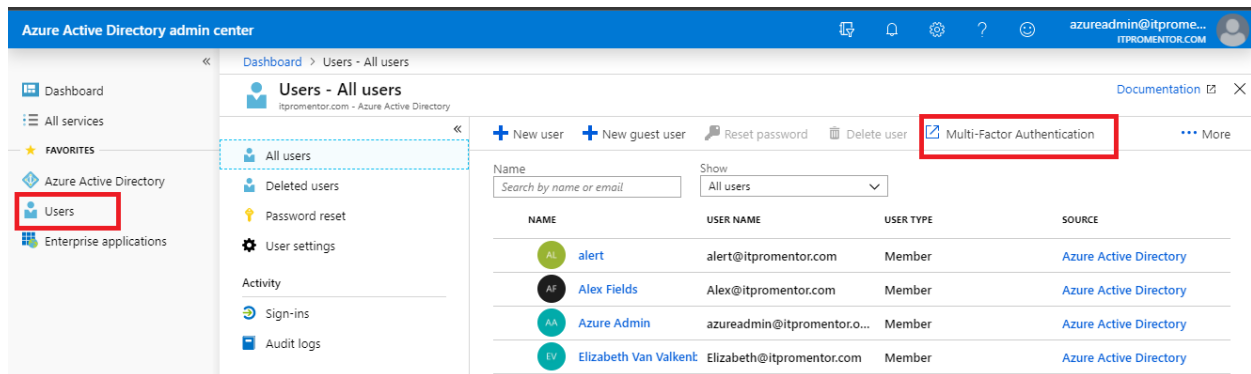 Azure Active Directory admin center
azureadmin@itprome...
ITPROMENTOR.COM
Dashboard > Users - All users
Dashboard
All services
FAVORITES
Azure Active Directory
Users
Enterprise applications
Users - All users
itpromentor.com - Azure Active Directory
Documentation
All users
Deleted users
Password reset
User settings
Activity
Sign-ins
Audit logs
New user New guest user Reset password Delete user Multi-Factor Authentication More
Name Show
Search by name or email All users
NAME USER NAME USER TYPE SOURCE
AL alert alert@itpromentor.com Member Azure Active Directory
AF Alex Fields Alex@itpromentor.com Member Azure Active Directory
AA Azure Admin azureadmin@itpromentor.o... Member Azure Active Directory
EV Elizabeth Van Valkenb Elizabeth@itpromentor.com Member Azure Active Directory